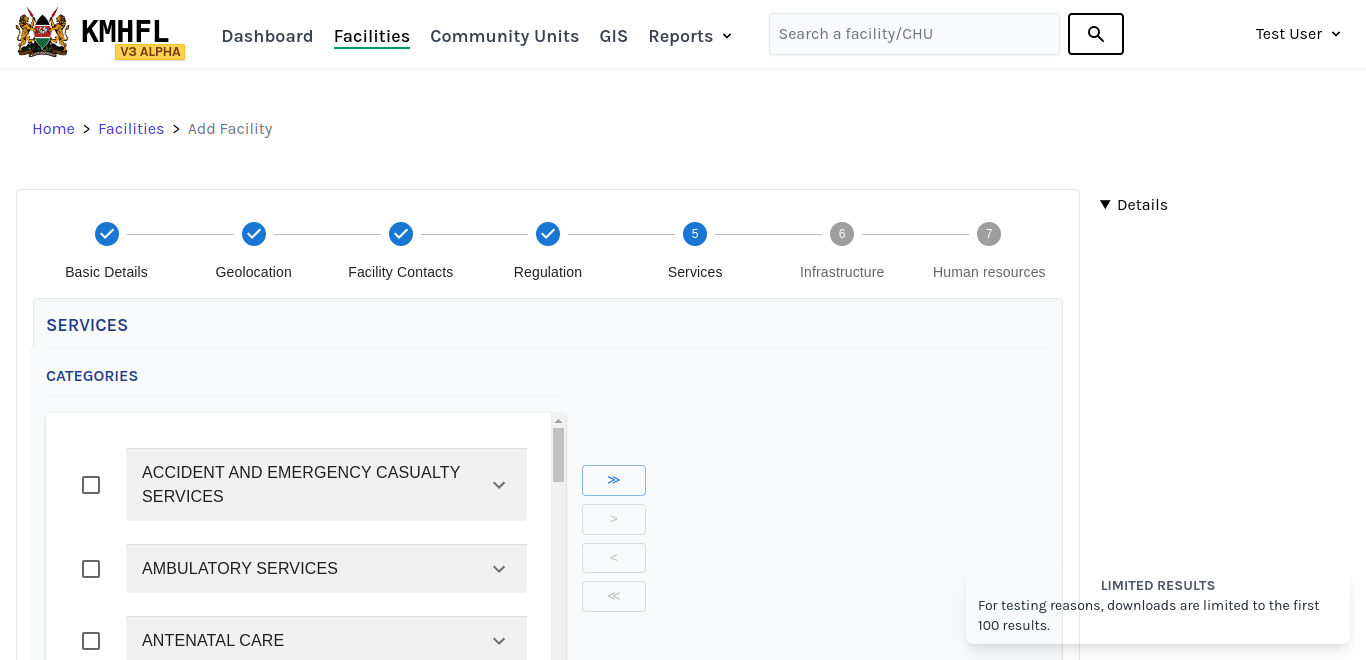 KMHFL
V3 ALPHA
Dashboard
Facilities
Community Units
GIS
Reports
Search a facility/CHU
Test User
Home > Facilities > Add Facility
Details
5
6
7
Basic Details
Geolocation
Facility Contacts
Regulation
Services
Infrastructure
Human resources
SERVICES
CATEGORIES
ACCIDENT AND EMERGENCY CASUALTY
SERVICES
AMBULATORY SERVICES
ANTENATAL CARE
≫
>
<
≪
LIMITED RESULTS
For testing reasons, downloads are limited to the first
100 results.